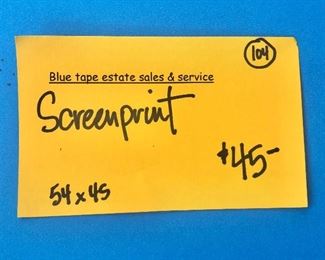 104
Blue tape estate sales & service
Screenprint
$45-
54 x 45